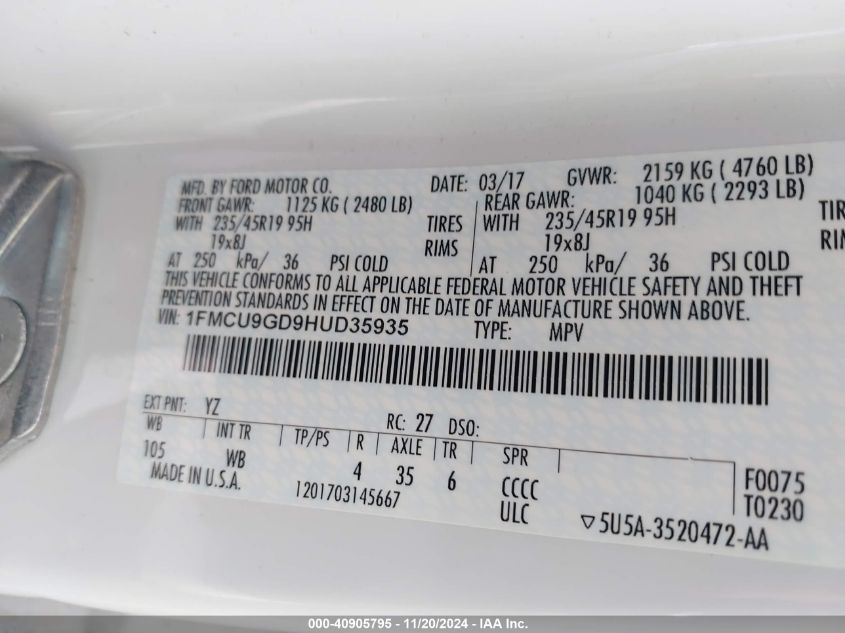 MFD. BY FORD MOTOR CO. DATE: 03/17 GVWR: 2159 KG ( 4760 LB)
FRONT GAWR: 1125 KG ( 2480 LB) REAR GAWR: 1040 KG ( 2293 LB)
WITH 235/45R19 95H TIRES WITH 235/45R19 95H TIRE
19x8J RIMS 19x8J RIM
AT 250 kPa/ 36 PSI COLD AT 250 kPa/ 36 PSI COLD
THIS VEHICLE CONFORMS TO ALL APPLICABLE FEDERAL MOTOR VEHICLE SAFETY AND THEFT
PREVENTION STANDARDS IN EFFECT ON THE DATE OF MANUFACTURE SHOWN ABOVE.
VIN: 1FMCU9GD9HUD35935 TYPE: MPV
EXT PNT: YZ RC: 27 DSO:
WB INT TR TP/PS R AXLE TR SPR
105 WB 4 35 6 CCCC F0075
MADE IN U.S.A. 1201703145667 ULC ▽5U5A-3520472-AA T0230
000-40905795 - 11/20/2024 - IAA Inc.